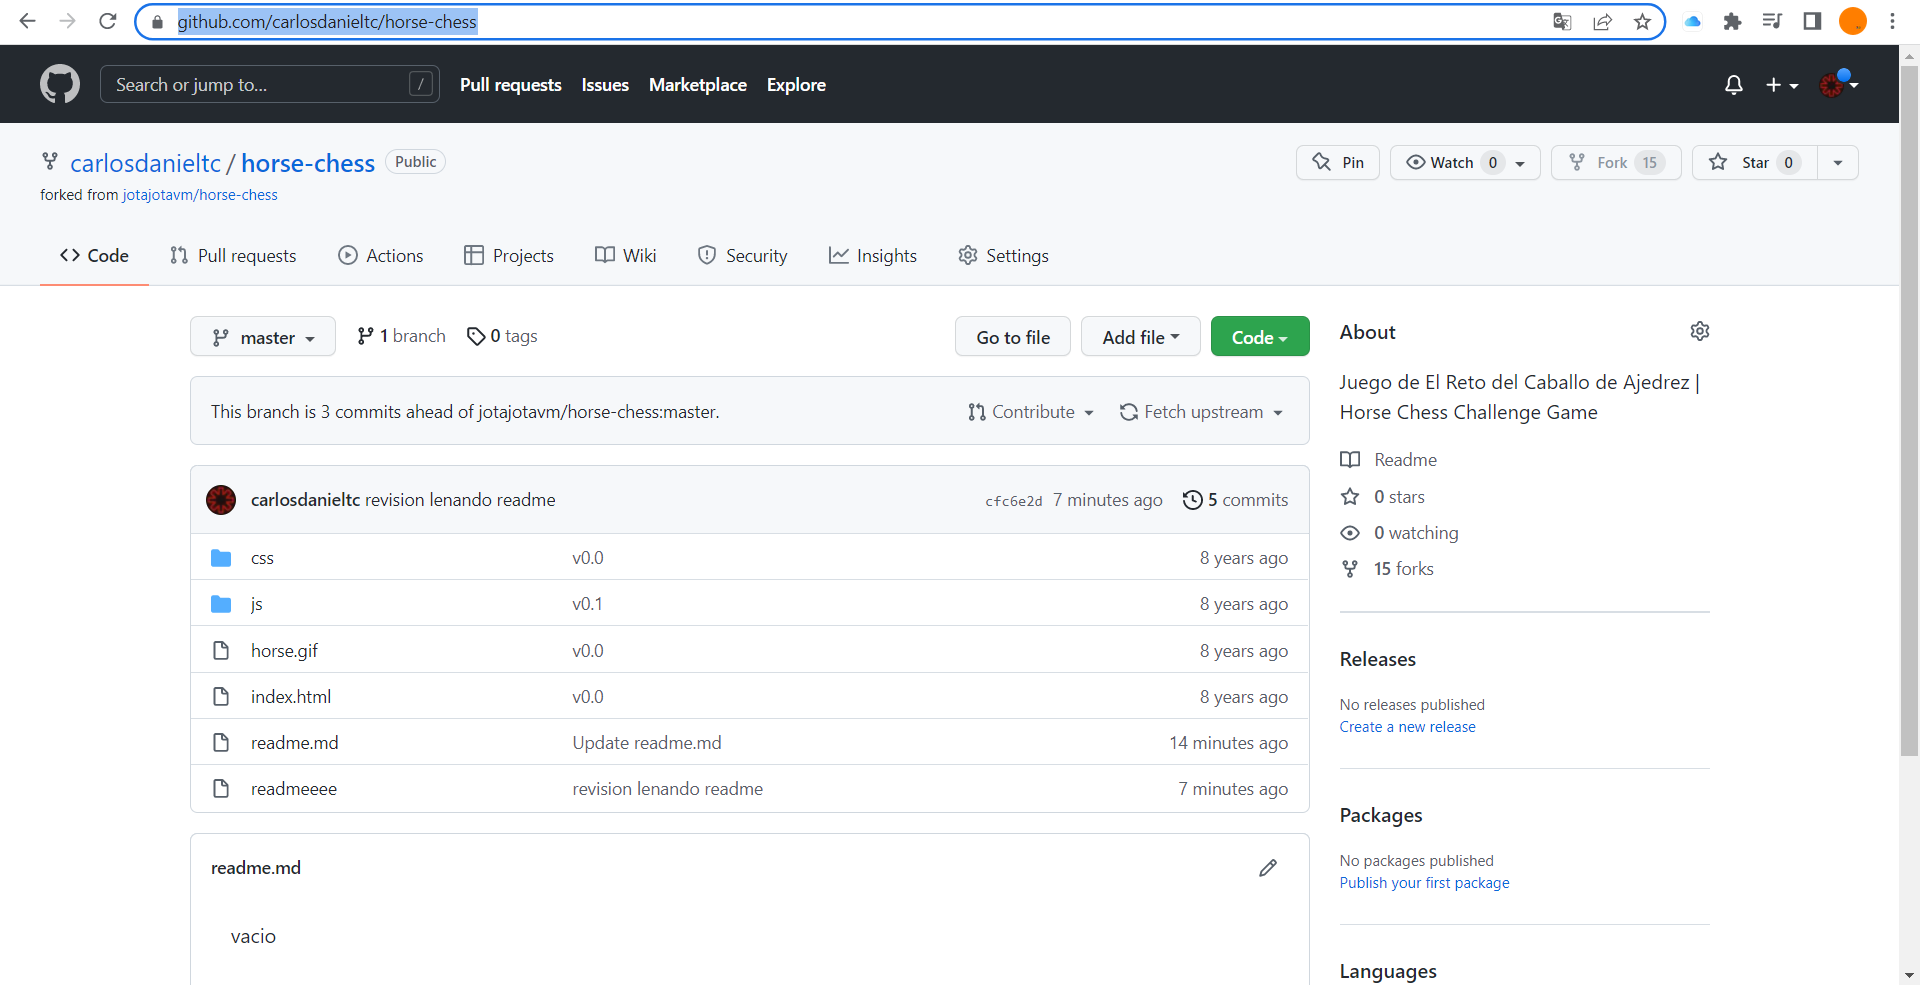 github.com/carlosdanieltc/horse-chess
Search or jump to... /
Pull requests Issues Marketplace Explore
carlosdanieltc / horse-chess Public
Pin Watch 0 Fork 15 Star 0
forked from jotajotavm/horse-chess
Code Pull requests Actions Projects Wiki Security Insights Settings
master 1 branch 0 tags
Go to file Add file Code
This branch is 3 commits ahead of jotajotavm/horse-chess:master.
Contribute Fetch upstream
carlosdanieltc revision lenando readme cfc6e2d 7 minutes ago 5 commits
css v0.0 8 years ago
js v0.1 8 years ago
horse.gif v0.0 8 years ago
index.html v0.0 8 years ago
readme.md Update readme.md 14 minutes ago
readmeeee revision lenando readme 7 minutes ago
readme.md
vacio
About
Juego de El Reto del Caballo de Ajedrez |
Horse Chess Challenge Game
Readme
0 stars
0 watching
15 forks
Releases
No releases published
Create a new release
Packages
No packages published
Publish your first package
Languages